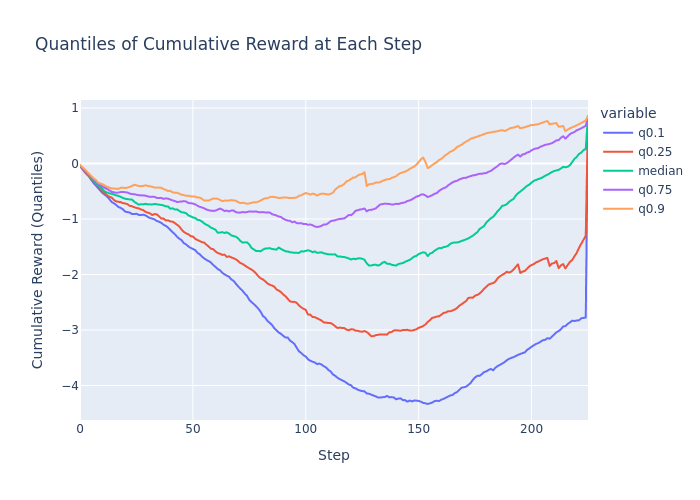 Quantiles of Cumulative Reward at Each Step
variable
q0.1
q0.25
median
q0.75
q0.9
Cumulative Reward (Quantiles)
1
0
−1
−2
−3
−4
0
50
100
150
200
Step